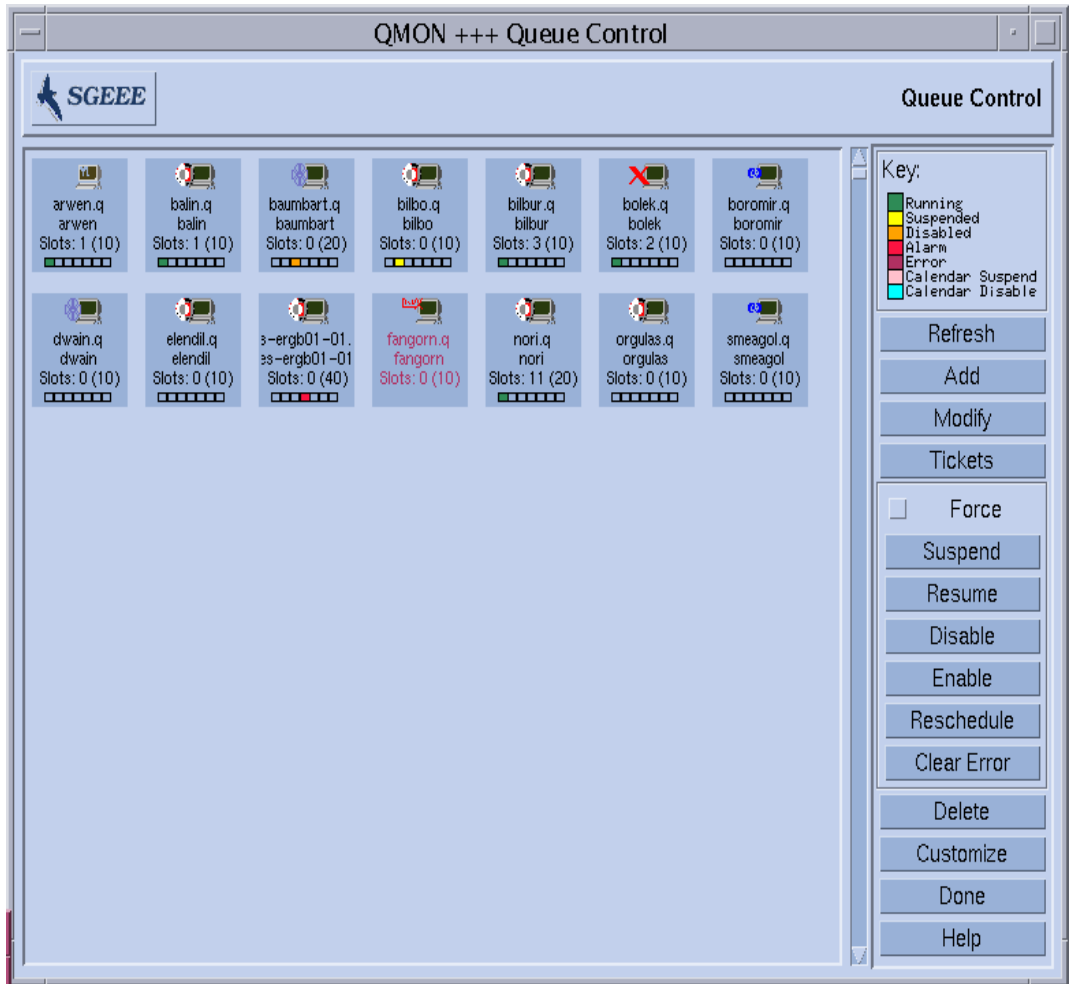 QMON +++ Queue Control
SGEEE
Queue Control
arwen.q
arwen
Slots: 1 (10)
balin.q
balin
Slots: 1 (10)
baumbart.q
baumbart
Slots: 0 (20)
bilbo.q
bilbo
Slots: 0 (10)
bilbur.q
bilbur
Slots: 3 (10)
bolek.q
bolek
Slots: 2 (10)
boromir.q
boromir
Slots: 0 (10)
dwain.q
dwain
Slots: 0 (10)
elendil.q
elendil
Slots: 0 (10)
s-ergb01-01.
es-ergb01-01
Slots: 0 (40)
fangorn.q
fangorn
Slots: 0 (10)
nori.q
nori
Slots: 11 (20)
orgulas.q
orgulas
Slots: 0 (10)
smeagol.q
smeagol
Slots: 0 (10)
Key:
Running
Suspended
Disabled
Alarm
Error
Calendar Suspend
Calendar Disable
Refresh
Add
Modify
Tickets
Force
Suspend
Resume
Disable
Enable
Reschedule
Clear Error
Delete
Customize
Done
Help